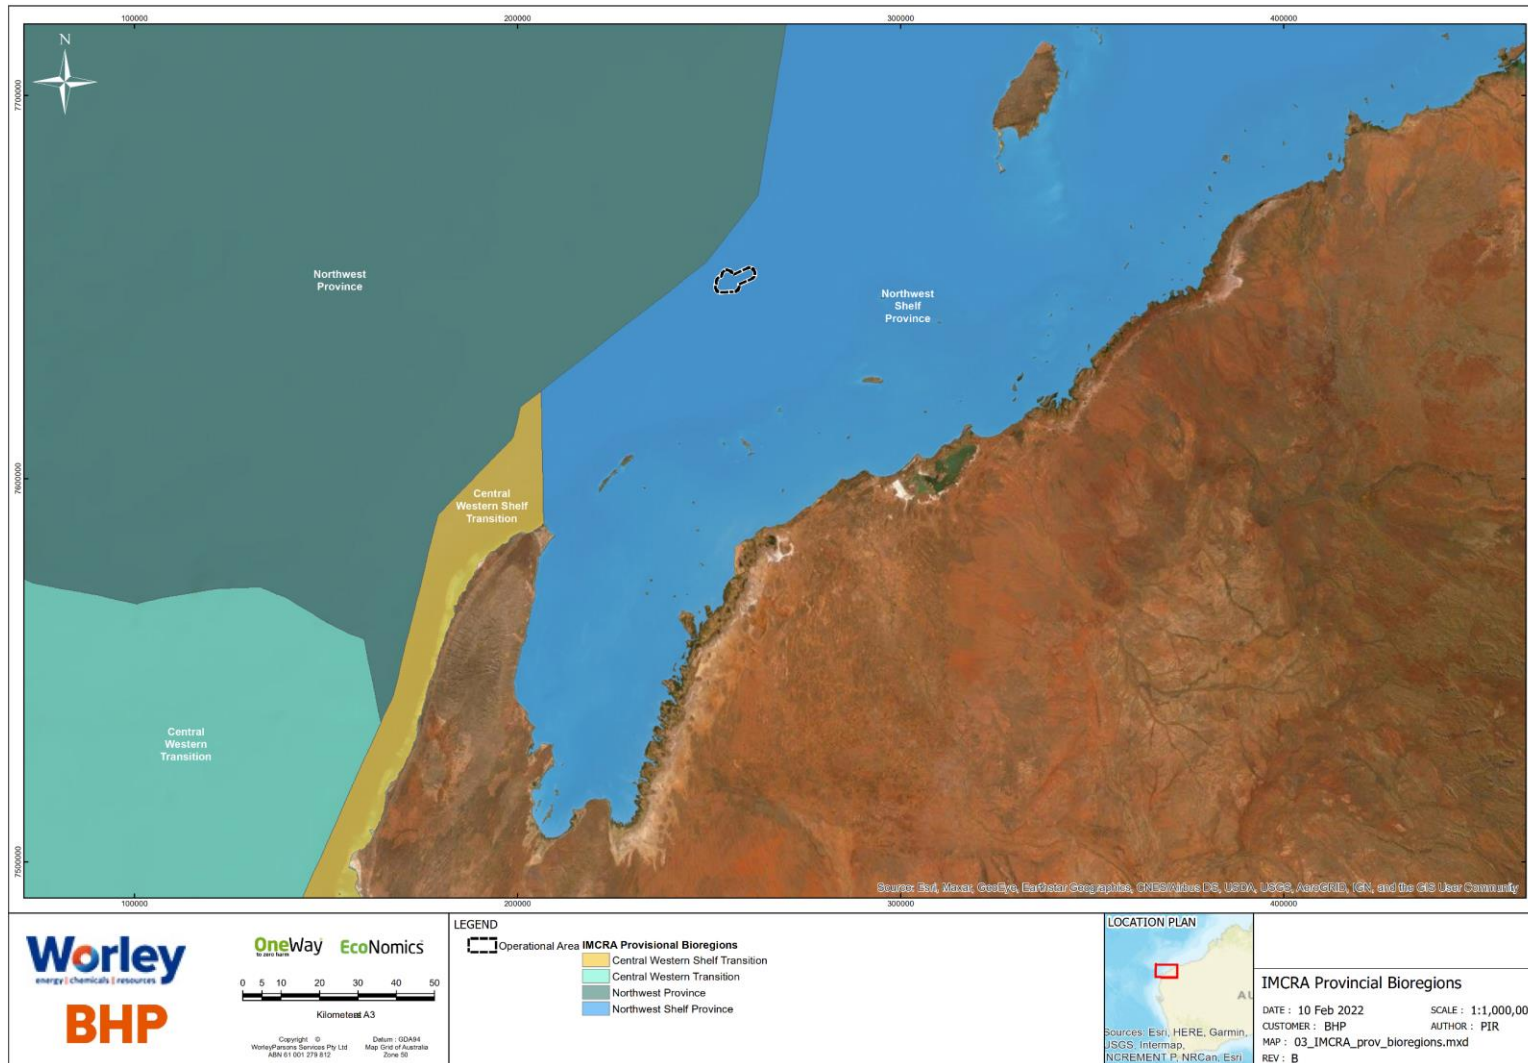 100000
200000
300000
400000
N
7700000
7600000
7500000
Northwest
Province
Northwest
Shelf
Province
Central
Western Shelf
Transition
Central
Western
Transition
Source: Esri, Maxar, GeoEye, Earthstar Geographics, CNES/Airbus DS, USDA, USGS, AeroGRID, IGN, and the GIS User Community
100000
200000
300000
400000
Worley
energy | chemicals | resources
BHP
OneWay
to zero harm
EcoNomics
0 5 10 20 30 40 50
Kilometers
A3
Copyright ©
WorleyParsons Services Pty Ltd
ABN 61 001 279 812
Datum : GDA94
Map Grid of Australia
Zone 50
LEGEND
Operational Area
IMCRA Provisional Bioregions
Central Western Shelf Transition
Central Western Transition
Northwest Province
Northwest Shelf Province
LOCATION PLAN
AU
Sources: Esri, HERE, Garmin,
USGS, Intermap,
NCREMENT P, NRCan, Esri
IMCRA Provincial Bioregions
DATE : 10 Feb 2022
SCALE : 1:1,000,00
CUSTOMER : BHP
AUTHOR : PIR
MAP : 03_IMCRA_prov_bioregions.mxd
REV : B